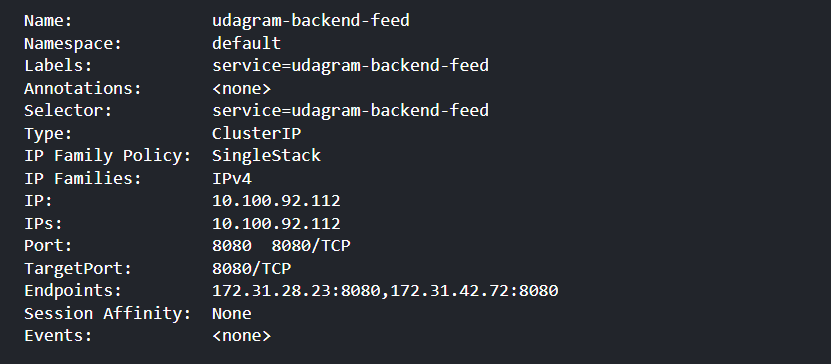 Name: udagram-backend-feed
Namespace: default
Labels: service=udagram-backend-feed
Annotations: <none>
Selector: service=udagram-backend-feed
Type: ClusterIP
IP Family Policy: SingleStack
IP Families: IPv4
IP: 10.100.92.112
IPs: 10.100.92.112
Port: 8080 8080/TCP
TargetPort: 8080/TCP
Endpoints: 172.31.28.23:8080,172.31.42.72:8080
Session Affinity: None
Events: <none>